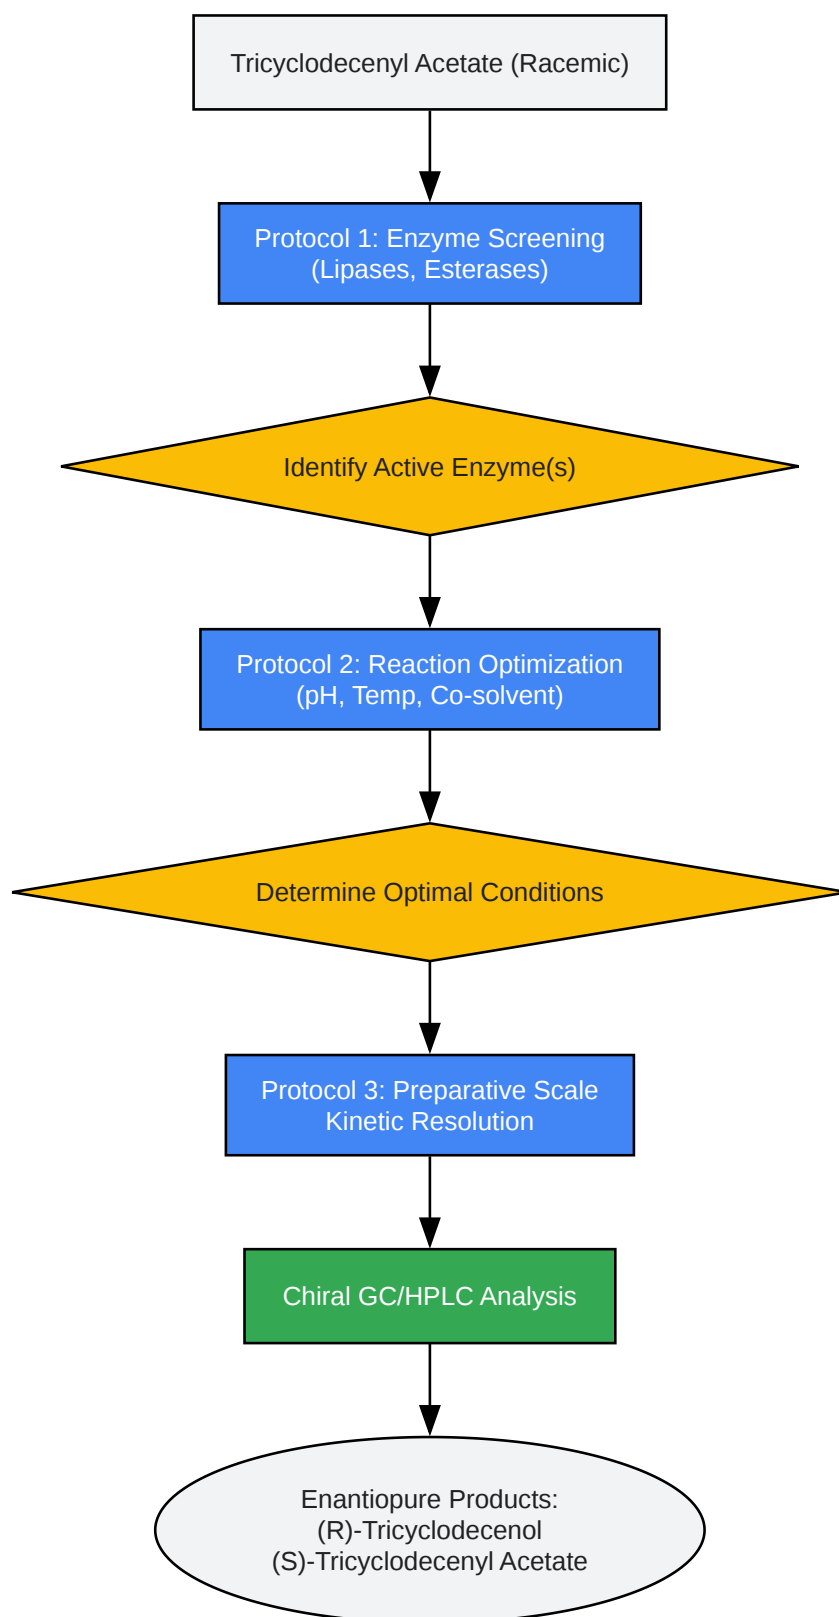 Tricyclodecenyl Acetate (Racemic)
Protocol 1: Enzyme Screening
(Lipases, Esterases)
Identify Active Enzyme(s)
Protocol 2: Reaction Optimization
(pH, Temp, Co-solvent)
Determine Optimal Conditions
Protocol 3: Preparative Scale
Kinetic Resolution
Chiral GC/HPLC Analysis
Enantiopure Products:
(R)-Tricyclodecenol
(S)-Tricyclodecenyl Acetate